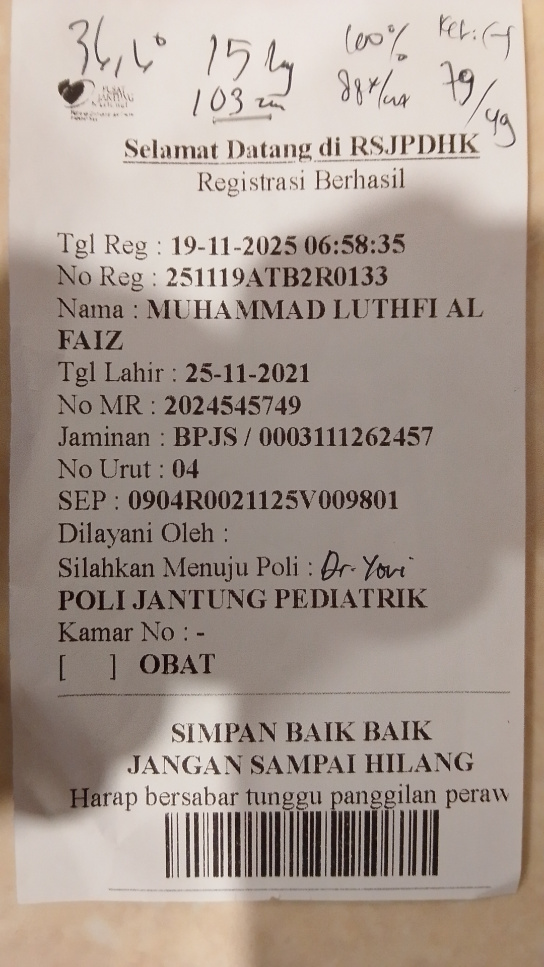 36,6° 15 kg 100% Ket: (-)
103 cm 88x/mnt 79/49
Selamat Datang di RSJPDHK
Registrasi Berhasil
Tgl Reg : 19-11-2025 06:58:35
No Reg : 251119ATB2R0133
Nama : MUHAMMAD LUTHFI AL
FAIZ
Tgl Lahir : 25-11-2021
No MR : 2024545749
Jaminan : BPJS / 0003111262457
No Urut : 04
SEP : 0904R0021125V009801
Dilayani Oleh :
Silahkan Menuju Poli : Dr. Yovi
POLI JANTUNG PEDIATRIK
Kamar No : -
[ ] OBAT
SIMPAN BAIK BAIK
JANGAN SAMPAI HILANG
Harap bersabar tunggu panggilan peraw